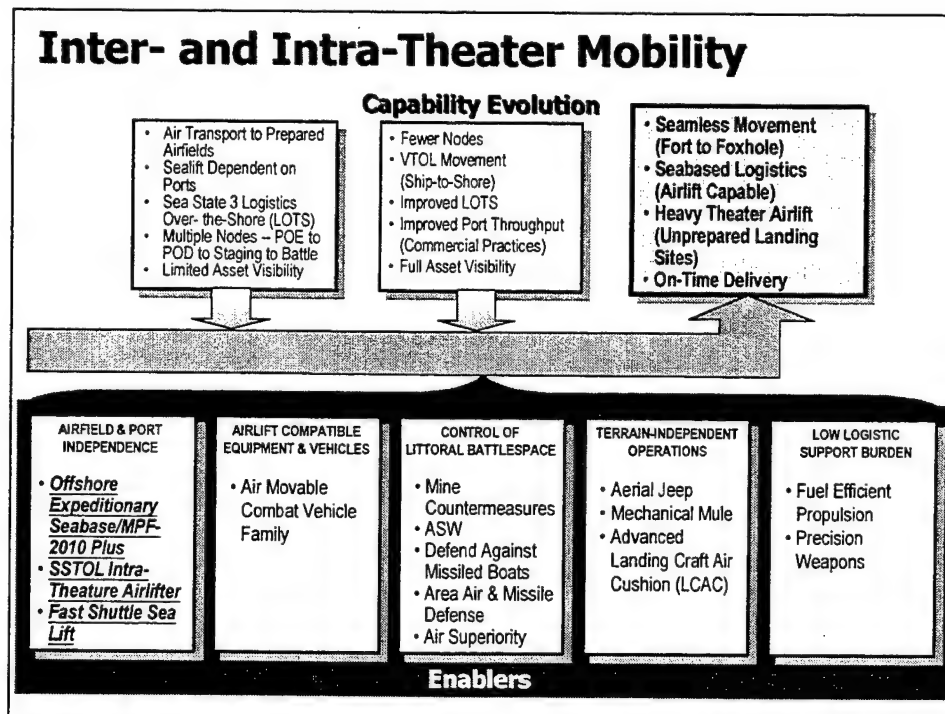 Inter- and Intra-Theater Mobility
Capability Evolution
• Air Transport to Prepared
Airfields
• Sealift Dependent on
Ports
• Sea State 3 Logistics
Over- the-Shore (LOTS)
• Multiple Nodes -- POE to
POD to Staging to Battle
• Limited Asset Visibility
• Fewer Nodes
• VTOL Movement
(Ship-to-Shore)
• Improved LOTS
• Improved Port Throughput
(Commercial Practices)
• Full Asset Visibility
• Seamless Movement
(Fort to Foxhole)
• Seabased Logistics
(Airlift Capable)
• Heavy Theater Airlift
(Unprepared Landing
Sites)
• On-Time Delivery
AIRFIELD & PORT
INDEPENDENCE
• Offshore
Expeditionary
Seabase/MPF-
2010 Plus
• SSTOL Intra-
Theature Airlifter
• Fast Shuttle Sea
Lift
AIRLIFT COMPATIBLE
EQUIPMENT & VEHICLES
• Air Movable
Combat Vehicle
Family
CONTROL OF
LITTORAL BATTLESPACE
• Mine
Countermeasures
• ASW
• Defend Against
Missiled Boats
• Area Air & Missile
Defense
• Air Superiority
TERRAIN-INDEPENDENT
OPERATIONS
• Aerial Jeep
• Mechanical Mule
• Advanced
Landing Craft Air
Cushion (LCAC)
LOW LOGISTIC
SUPPORT BURDEN
• Fuel Efficient
Propulsion
• Precision
Weapons
Enablers